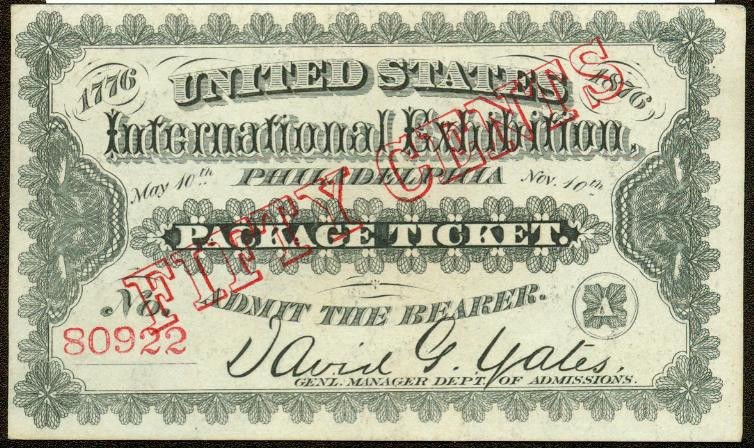 1776 UNITED STATES 1876
International Exhibition,
May 10th PHILADELPHIA Nov. 10th
FIFTY CENTS
PACKAGE TICKET.
ADMIT THE BEARER.
No. 80922
A
David G. Yates,
GENL. MANAGER DEPT. OF ADMISSIONS.